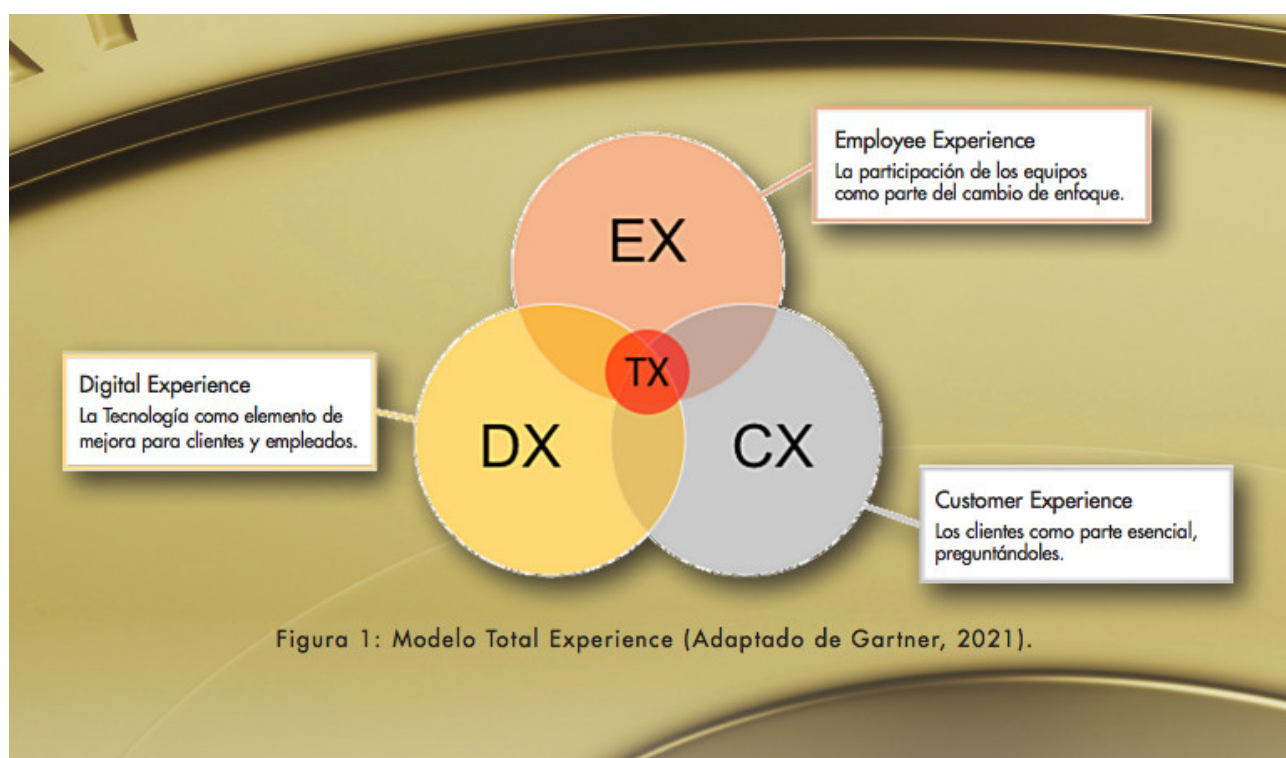 Employee Experience
La participación de los equipos
como parte del cambio de enfoque.
EX
TX
Digital Experience
La Tecnología como elemento de
mejora para clientes y empleados.
DX
CX
Customer Experience
Los clientes como parte esencial,
preguntándoles.
Figura 1: Modelo Total Experience (Adaptado de Gartner, 2021).